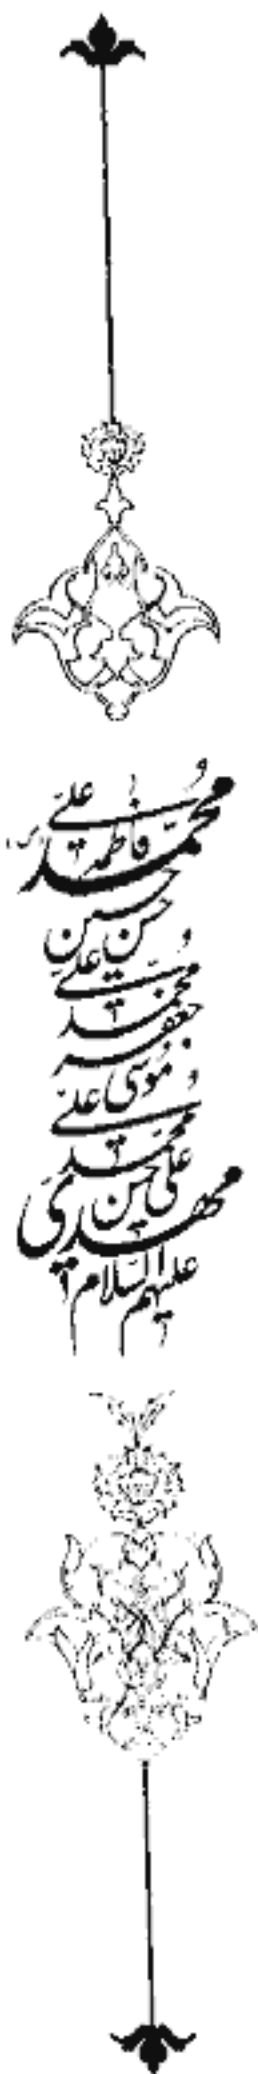 محمد علی فاطمه
حسن حسین
علی محمد
جعفر
موسی علی
محمد
علی حسن
مهدی
علیهم السلام